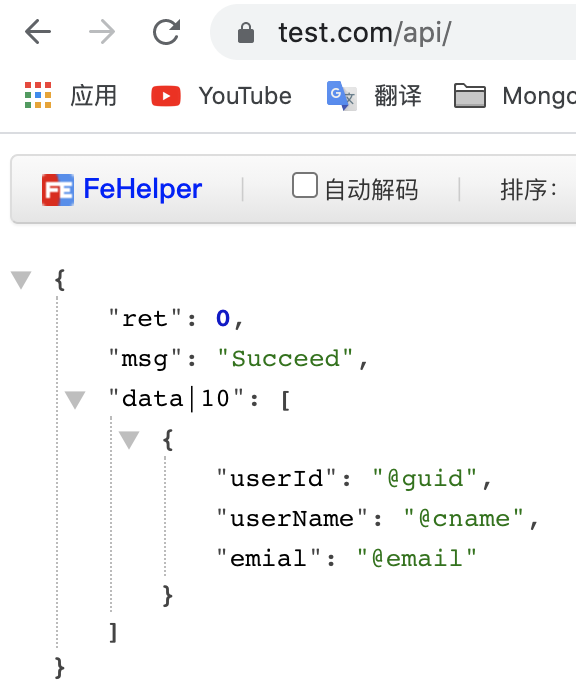 test.com/api/
应用 YouTube 翻译 Mongo
FeHelper 自动解码 排序:
{
"ret": 0,
"msg": "Succeed",
"data|10": [
{
"userId": "@guid",
"userName": "@cname",
"emial": "@email"
}
]
}